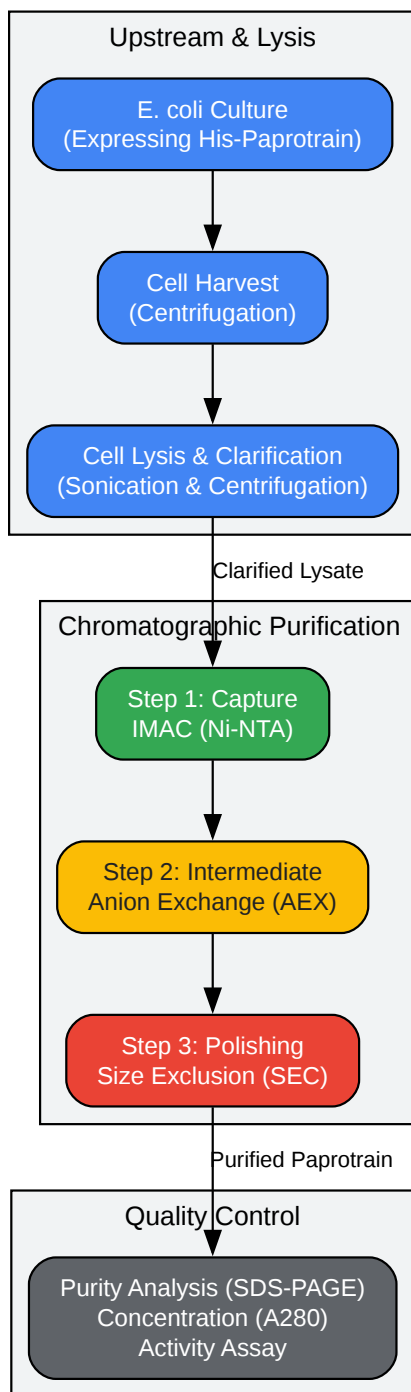 Upstream & Lysis
E. coli Culture
(Expressing His-Paprotrain)
Cell Harvest
(Centrifugation)
Cell Lysis & Clarification
(Sonication & Centrifugation)
Clarified Lysate
Chromatographic Purification
Step 1: Capture
IMAC (Ni-NTA)
Step 2: Intermediate
Anion Exchange (AEX)
Step 3: Polishing
Size Exclusion (SEC)
Purified Paprotrain
Quality Control
Purity Analysis (SDS-PAGE)
Concentration (A280)
Activity Assay